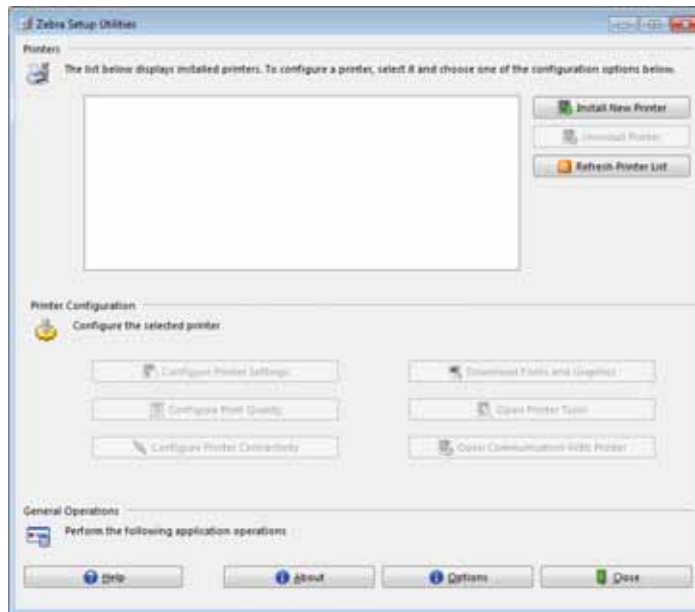 Zebra Setup Utilities
Printers
The list below displays installed printers. To configure a printer, select it and choose one of the configuration options below.
Install New Printer
Uninstall Printer
Refresh Printer List
Printer Configuration
Configure the selected printer
Configure Printer Settings
Download Fonts and Graphics
Configure Print Quality
Open Printer Tools
Configure Printer Connectivity
Open Communication With Printer
General Operations
Perform the following application operations
Help
About
Options
Close